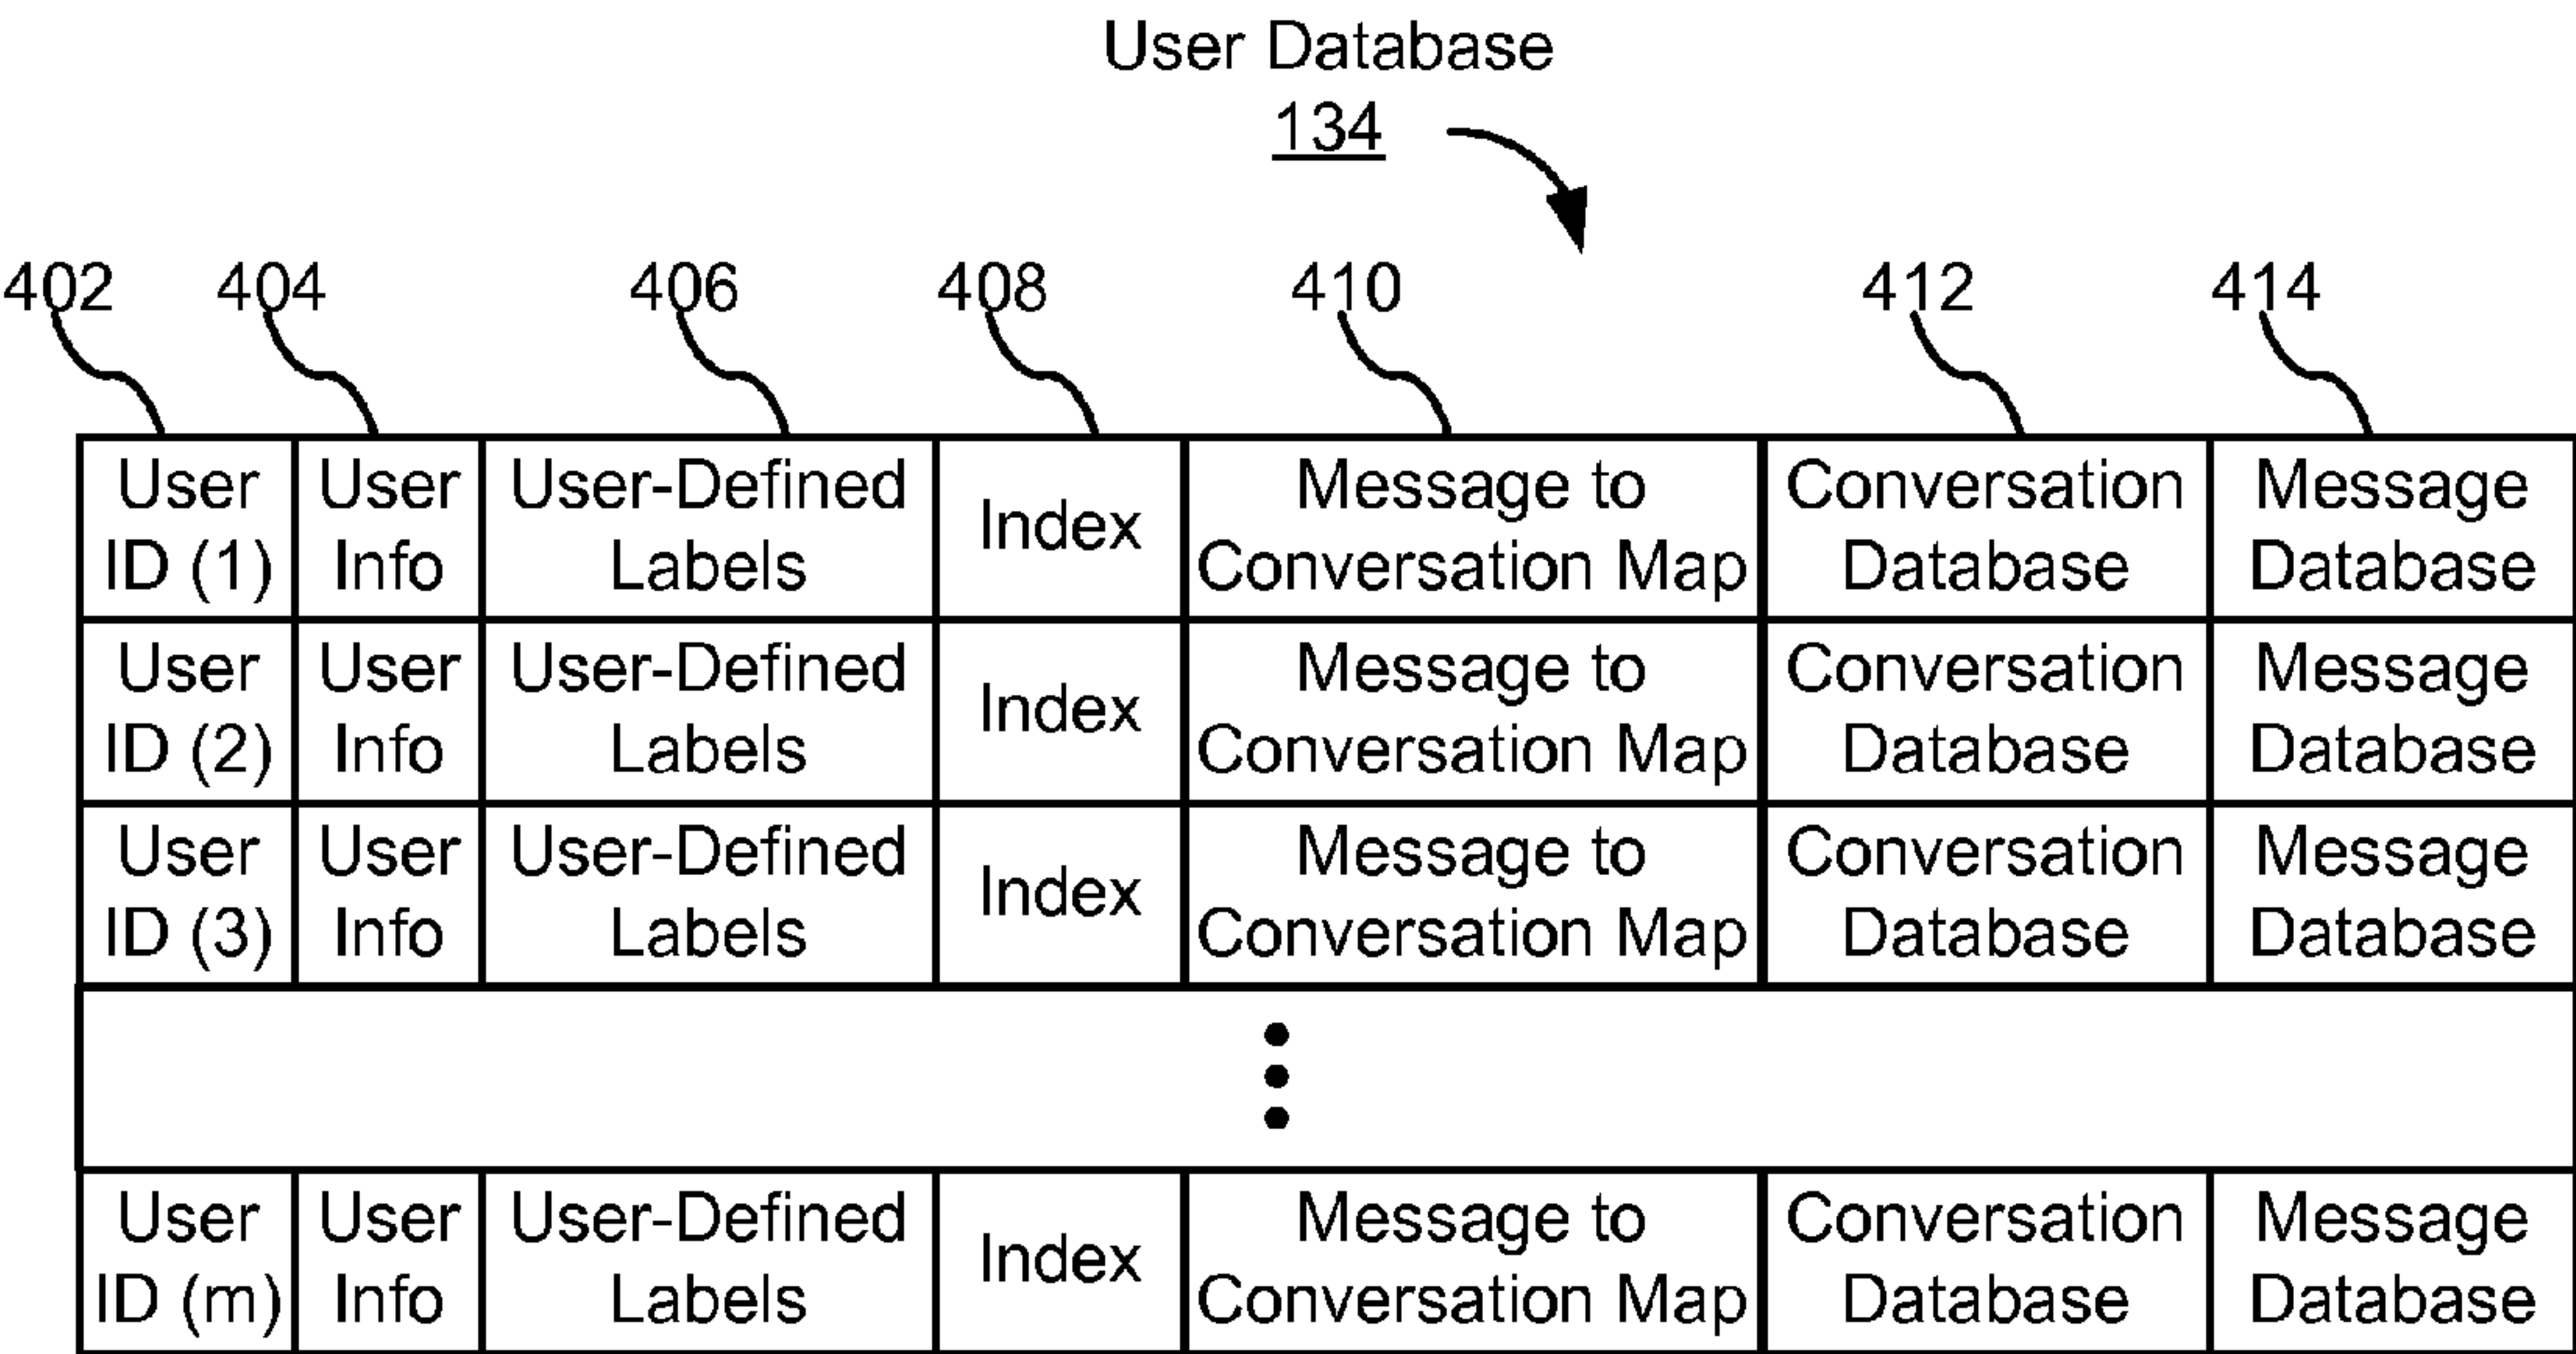 User Database
134
402 404 406 408 410 412 414
User User User-Defined Index Message to Conversation Message
ID (1) Info Labels Conversation Map Database Database
User User User-Defined Index Message to Conversation Message
ID (2) Info Labels Conversation Map Database Database
User User User-Defined Index Message to Conversation Message
ID (3) Info Labels Conversation Map Database Database
User User User-Defined Index Message to Conversation Message
ID (m) Info Labels Conversation Map Database Database